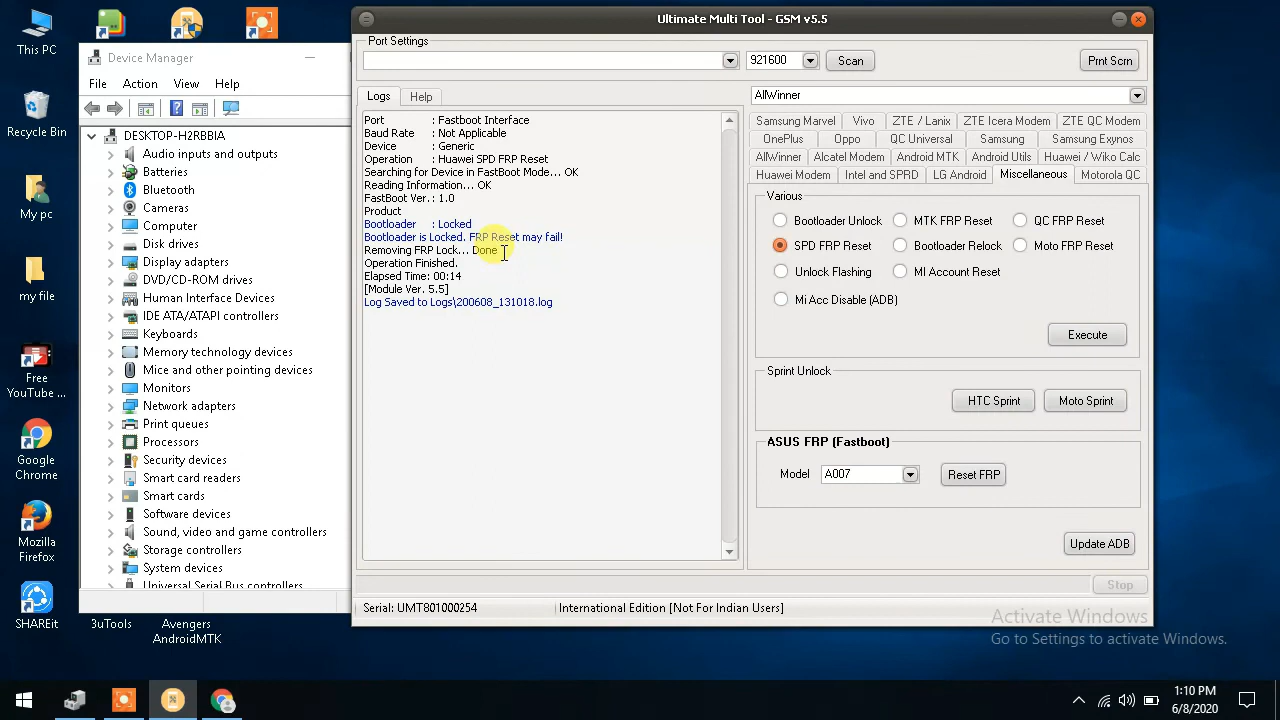 This PC
Recycle Bin
My pc
my file
Free
YouTube ...
Google
Chrome
Mozilla
Firefox
SHAREit
3uTools
Avengers
AndroidMTK
Device Manager
File Action View Help
DESKTOP-H2RBBIA
Audio inputs and outputs
Batteries
Bluetooth
Cameras
Computer
Disk drives
Display adapters
DVD/CD-ROM drives
Human Interface Devices
IDE ATA/ATAPI controllers
Keyboards
Memory technology devices
Mice and other pointing devices
Monitors
Network adapters
Print queues
Processors
Security devices
Smart card readers
Smart cards
Software devices
Sound, video and game controllers
Storage controllers
System devices
Universal Serial Bus controllers
Ultimate Multi Tool - GSM v5.5
Port Settings
921600 Scan Prnt Scrn
Logs Help
Port : Fastboot Interface
Baud Rate : Not Applicable
Device : Generic
Operation : Huawei SPD FRP Reset
Searching for Device in FastBoot Mode... OK
Reading Information... OK
FastBoot Ver. : 1.0
Product
Bootloader : Locked
Bootloader is Locked. FRP Reset may fail!
Removing FRP Lock... Done
Operation Finished.
Elapsed Time: 00:14
[Module Ver. 5.5]
Log Saved to Logs\200608_131018.log
AllWinner
Samsung Marvel Vivo ZTE / Lanix ZTE Icera Modem ZTE QC Modem
OnePlus Oppo QC Universal Samsung Samsung Exynos
AllWinner Alcatel Modem Android MTK Android Utils Huawei / Wiko Calc
Huawei Modem Intel and SPRD LG Android Miscellaneous Motorola QC
Various
Bootloader Unlock MTK FRP Reset QC FRP Reset
SPD FRP Reset Bootloader Relock Moto FRP Reset
Unlock Flashing MI Account Reset
Mi Acc Disable (ADB)
Execute
Sprint Unlock
HTC Sprint Moto Sprint
ASUS FRP (Fastboot)
Model A007 Reset FRP
Update ADB
Stop
Serial: UMT801000254 International Edition [Not For Indian Users]
Activate Windows
Go to Settings to activate Windows.
1:10 PM
6/8/2020